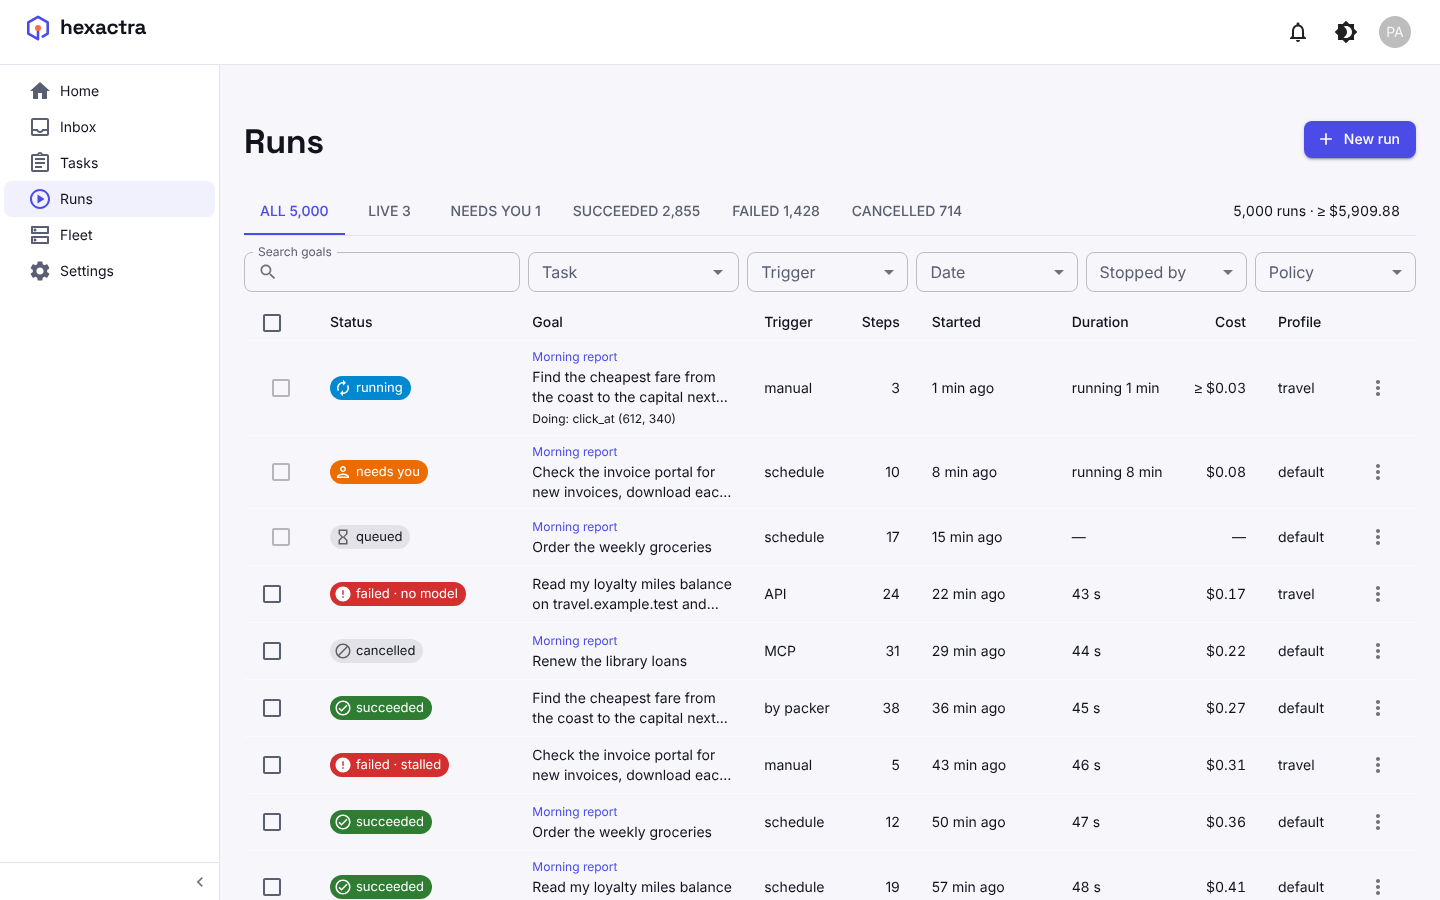 hexactra
PA
Home
Inbox
Tasks
Runs
Fleet
Settings
Runs
New run
ALL 5,000 LIVE 3 NEEDS YOU 1 SUCCEEDED 2,855 FAILED 1,428 CANCELLED 714 5,000 runs · ≥ $5,909.88
Search goals
Task Trigger Date Stopped by Policy
Status Goal Trigger Steps Started Duration Cost Profile
Morning report
Find the cheapest fare from
running the coast to the capital next... manual 3 1 min ago running 1 min ≥ $0.03 travel
Doing: click_at (612, 340)
Morning report
needs you Check the invoice portal for schedule 10 8 min ago running 8 min $0.08 default
new invoices, download eac...
Morning report
queued Order the weekly groceries schedule 17 15 min ago — — default
Read my loyalty miles balance
failed · no model on travel.example.test and... API 24 22 min ago 43 s $0.17 travel
Morning report
cancelled Renew the library loans MCP 31 29 min ago 44 s $0.22 default
Find the cheapest fare from
succeeded the coast to the capital next... by packer 38 36 min ago 45 s $0.27 default
Check the invoice portal for
failed · stalled new invoices, download eac... manual 5 43 min ago 46 s $0.31 travel
Morning report
succeeded Order the weekly groceries schedule 12 50 min ago 47 s $0.36 default
Morning report
succeeded Read my loyalty miles balance schedule 19 57 min ago 48 s $0.41 default